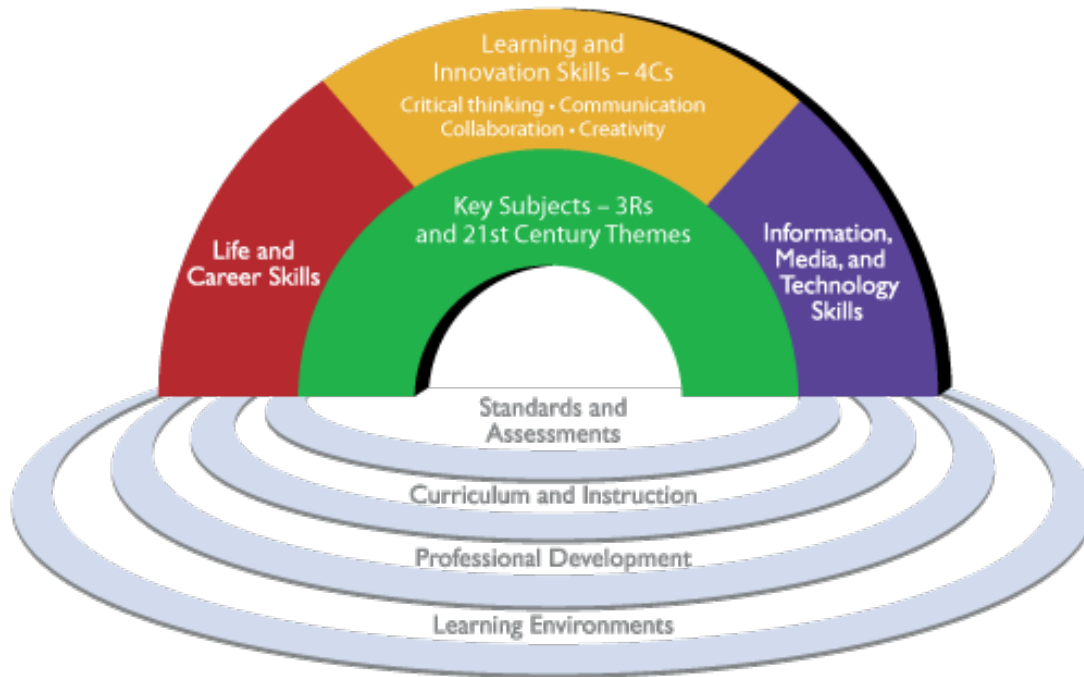 Learning and
Innovation Skills – 4Cs
Critical thinking • Communication
Collaboration • Creativity
Key Subjects – 3Rs
and 21st Century Themes
Life and
Career Skills
Information,
Media, and
Technology
Skills
Standards and
Assessments
Curriculum and Instruction
Professional Development
Learning Environments